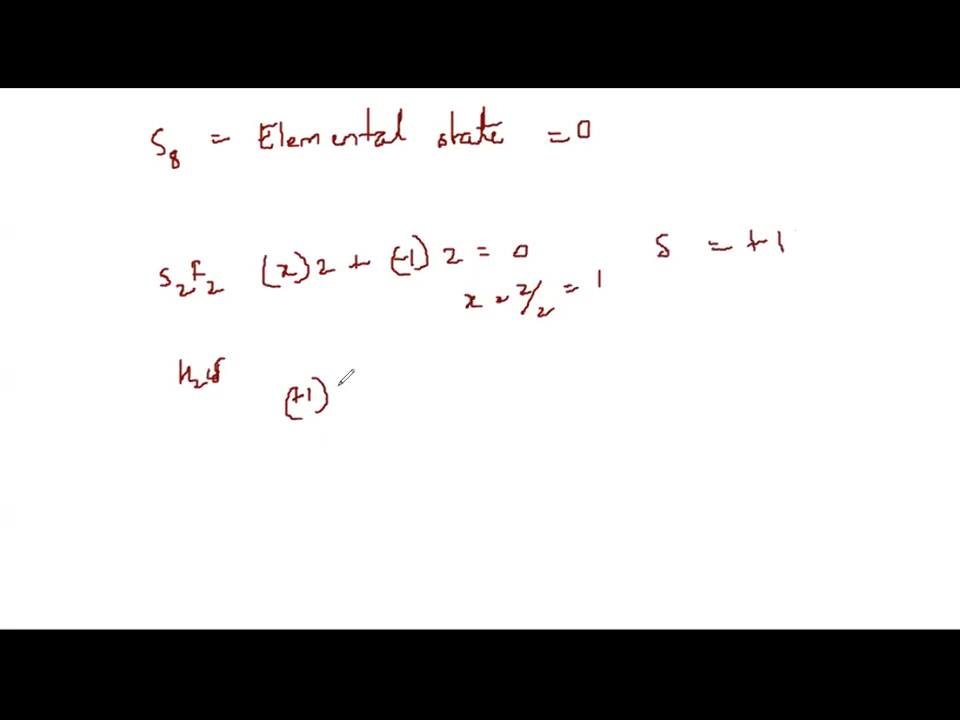 S8 = Elemental state = 0
S2F2 (x)2 + (-1)2 = 0 S = +1
x = 2/2 = 1
H2S
(+1)